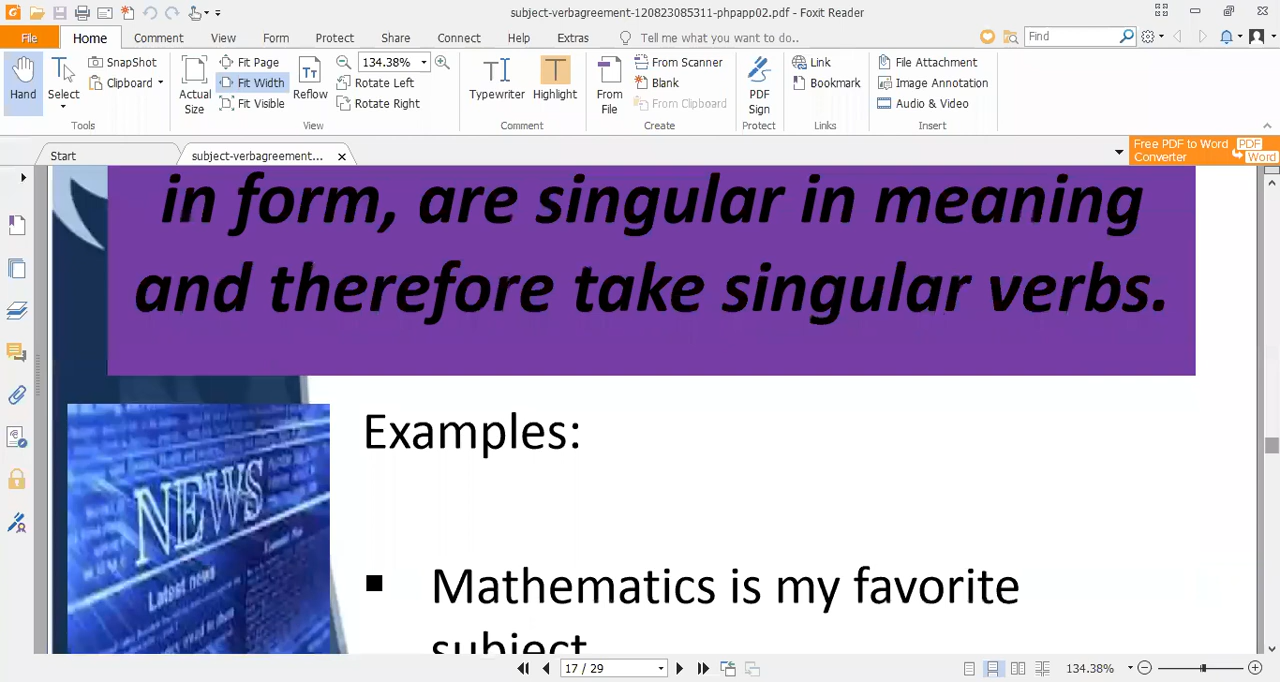 subject-verbagreement-120823085311-phpapp02.pdf - Foxit Reader
File Home Comment View Form Protect Share Connect Help Extras Tell me what you want to do.. Find
Hand
Select
SnapShot
Clipboard
Tools
Actual Size
Fit Page
Fit Width
Fit Visible
Reflow
134.38%
Rotate Left
Rotate Right
View
Typewriter
Highlight
Comment
From File
From Scanner
Blank
From Clipboard
Create
PDF Sign
Protect
Link
Bookmark
Links
File Attachment
Image Annotation
Audio & Video
Insert
Start
subject-verbagreement...
Free PDF to Word
Converter
PDF
Word
in form, are singular in meaning
and therefore take singular verbs.
Examples:
NEWS
Latest news
Mathematics is my favorite
subject
17 / 29
134.38%